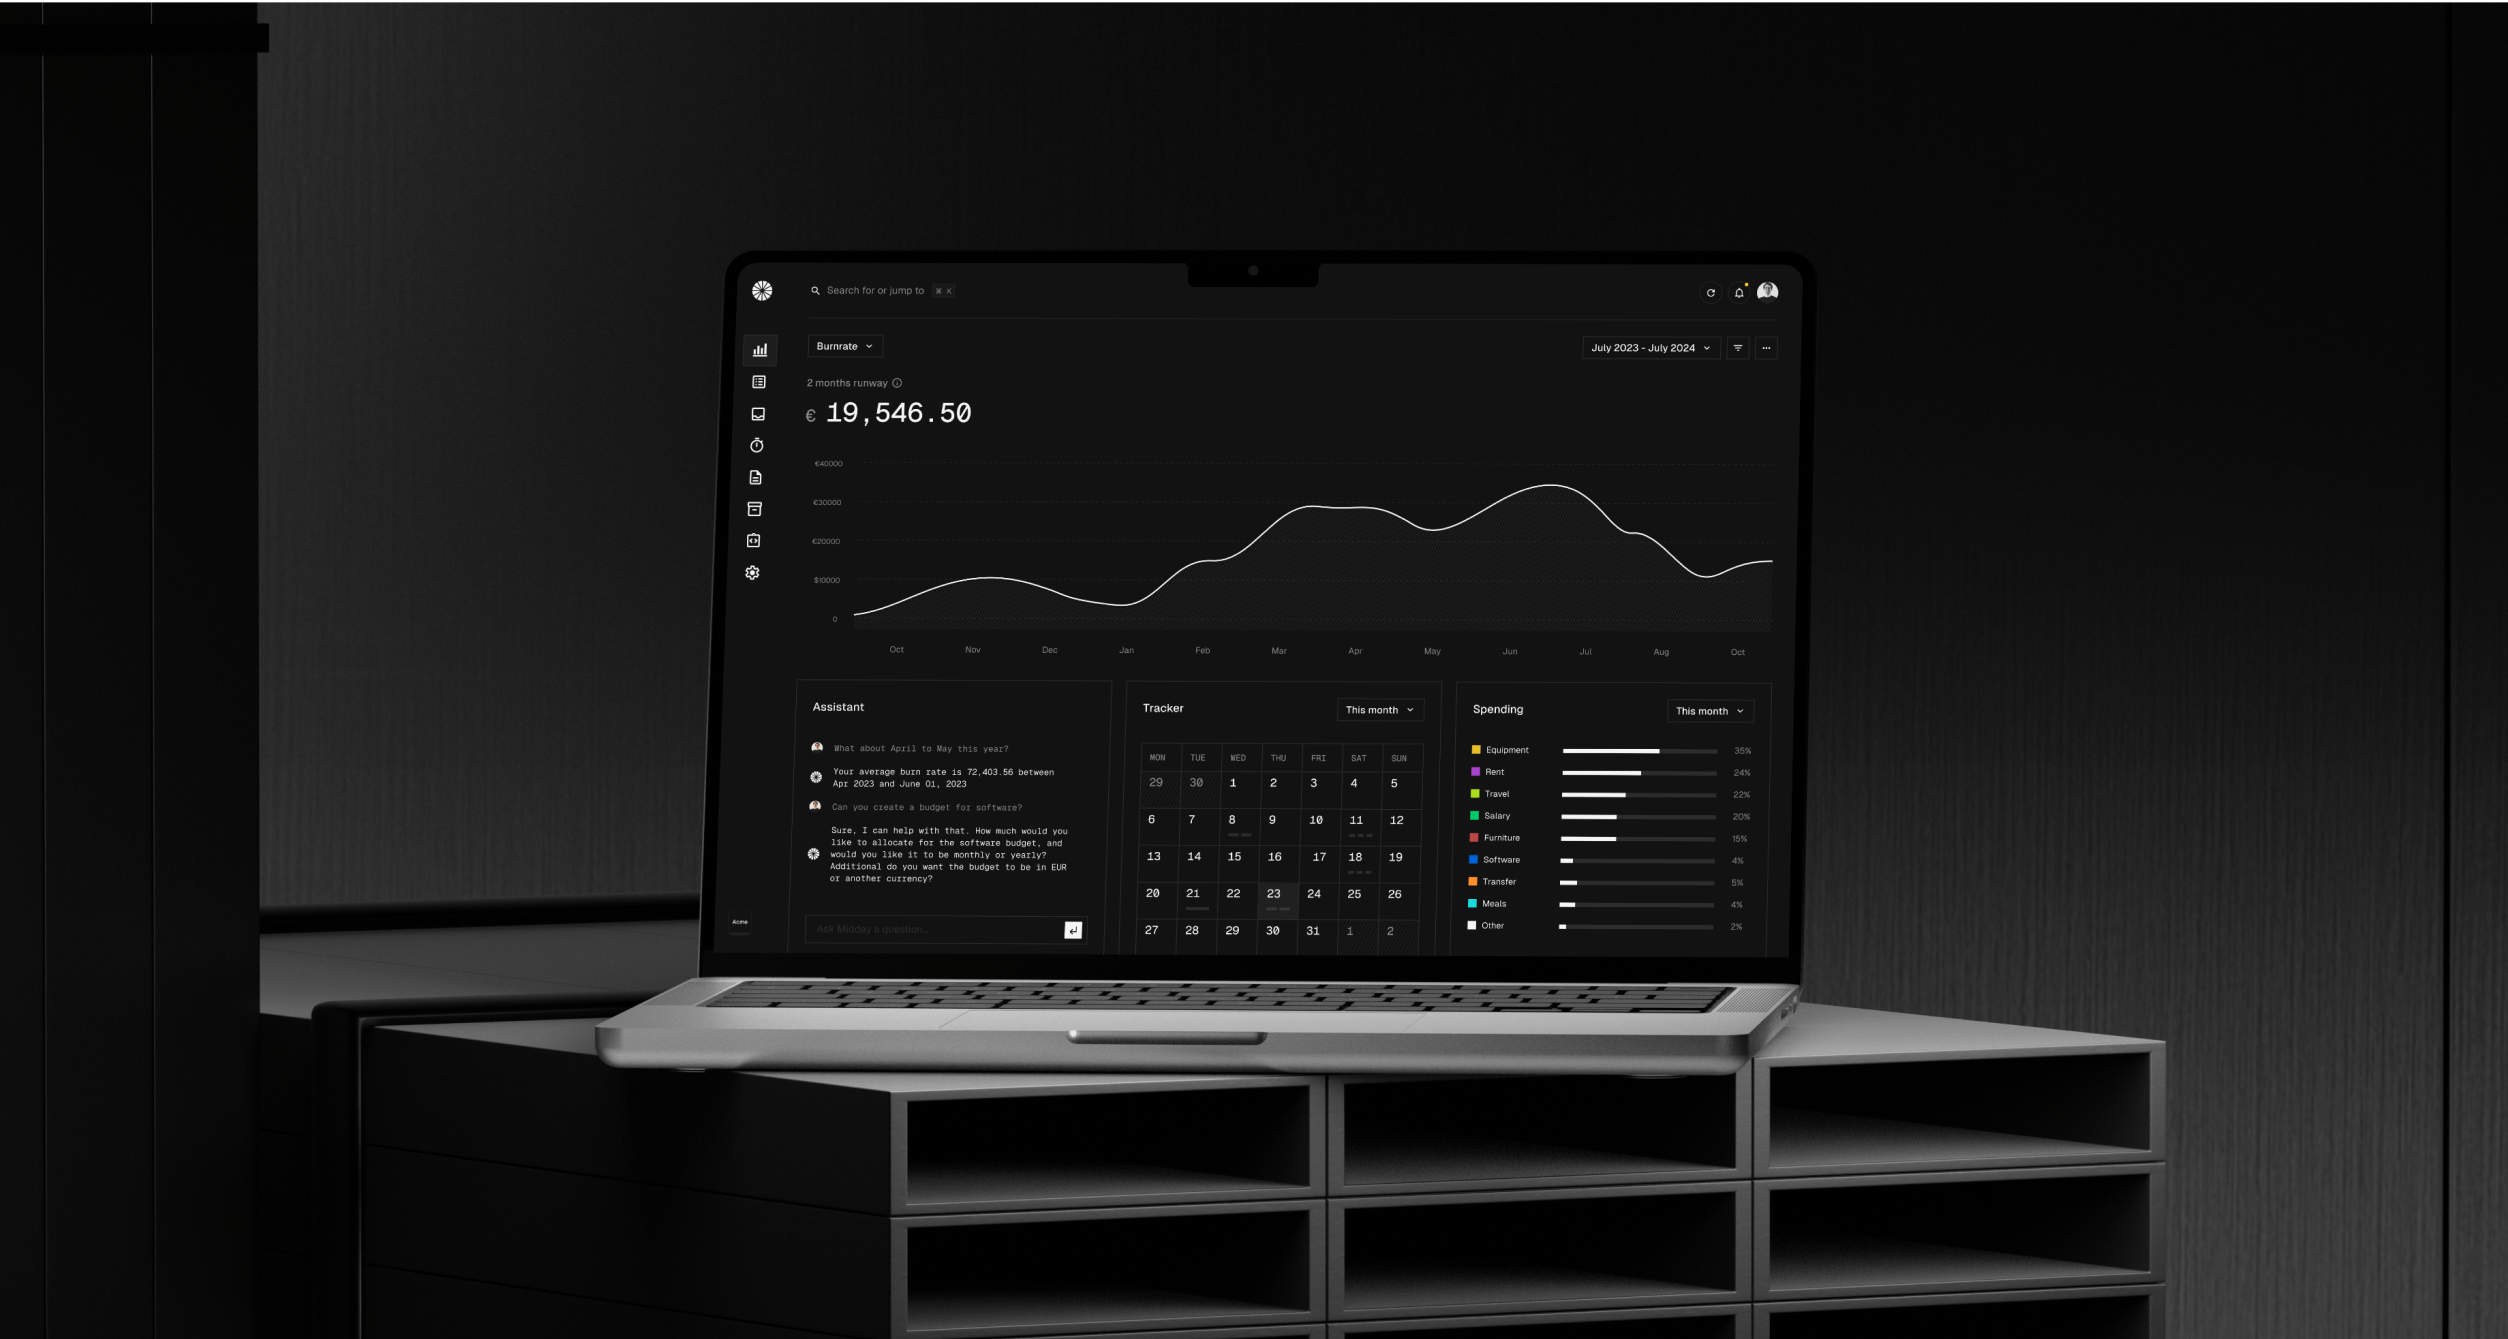 Search for or jump to ⌘ K
Burnrate
July 2023 - July 2024
2 months runway
€ 19,546.50
€40000
€30000
€20000
$10000
0
Oct Nov Dec Jan Feb Mar Apr May Jun Jul Aug Oct
Assistant
What about April to May this year?
Your average burn rate is 72,403.56 between
Apr 2023 and June 01, 2023
Can you create a budget for software?
Sure, I can help with that. How much would you
like to allocate for the software budget, and
would you like it to be monthly or yearly?
Additional do you want the budget to be in EUR
or another currency?
Ask Midday a question...
Acme
Tracker
This month
MON TUE WED THU FRI SAT SUN
29 30 1 2 3 4 5
6 7 8 9 10 11 12
13 14 15 16 17 18 19
20 21 22 23 24 25 26
27 28 29 30 31 1 2
Spending
This month
Equipment 35%
Rent 24%
Travel 22%
Salary 20%
Furniture 15%
Software 4%
Transfer 5%
Meals 4%
Other 2%